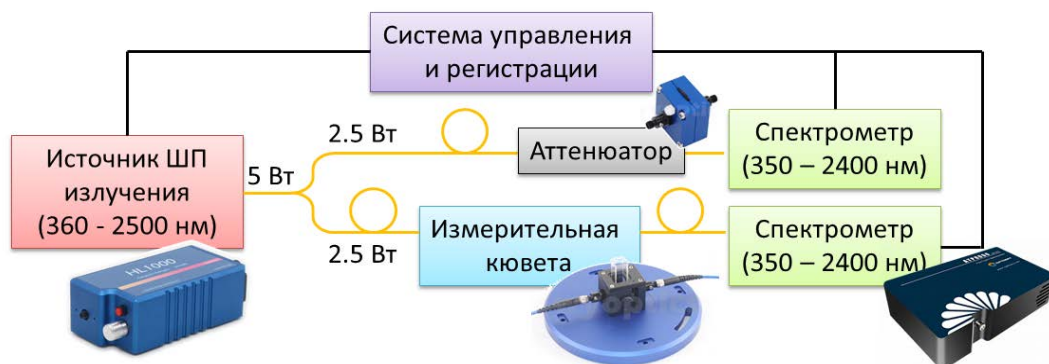 Система управления
и регистрации
2.5 Вт
Аттенюатор
Спектрометр
(350 – 2400 нм)
Источник ШП
излучения
(360 - 2500 нм)
5 Вт
2.5 Вт
Измерительная
кювета
Спектрометр
(350 – 2400 нм)
HL1000